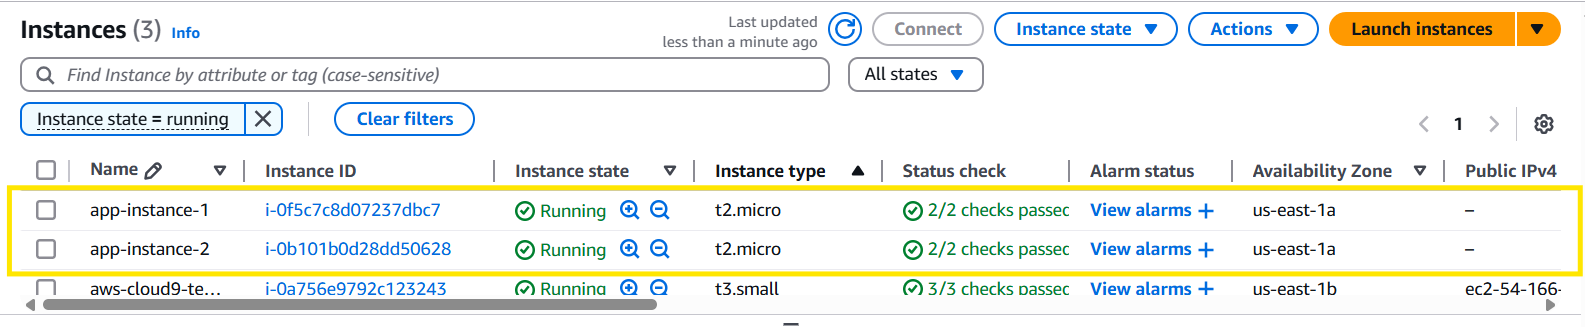 Instances (3) Info
Last updated
less than a minute ago
Connect
Instance state
Actions
Launch instances
Find Instance by attribute or tag (case-sensitive)
All states
Instance state = running
Clear filters
1
Name Instance ID Instance state Instance type Status check Alarm status Availability Zone Public IPv4
app-instance-1 i-0f5c7c8d07237dbc7 Running t2.micro 2/2 checks passed View alarms + us-east-1a –
app-instance-2 i-0b101b0d28dd50628 Running t2.micro 2/2 checks passed View alarms + us-east-1a –
aws-cloud9-te... i-0a756e9792c123243 Running t3.small 3/3 checks passed View alarms + us-east-1b ec2-54-166-